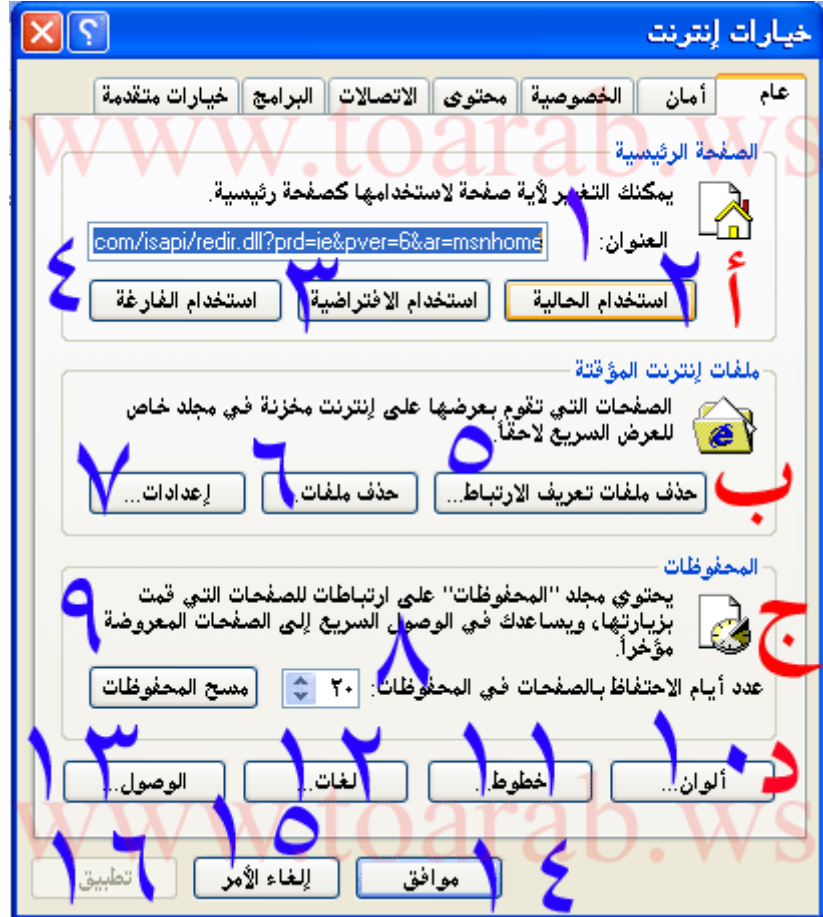 خيارات إنترنت
عام أمان الخصوصية محتوى الاتصالات البرامج خيارات متقدمة
www.toarab.ws
الصفحة الرئيسية
يمكنك التغيير لأية صفحة لاستخدامها كصفحة رئيسية.
١
العنوان: com/isapi/redir.dll?prd=ie&pver=6&ar=msnhome
أ
استخدام الحالية ٢ استخدام الافتراضية ٣ استخدام الفارغة ٤
ملفات إنترنت المؤقتة
الصفحات التي تقوم بعرضها على إنترنت مخزنة في مجلد خاص
للعرض السريع لاحقاً.
ب
حذف ملفات تعريف الارتباط... ٥ حذف ملفات... ٦ إعدادات... ٧
المحفوظات
ج
يحتوي مجلد "المحفوظات" على ارتباطات للصفحات التي قمت
بزيارتها، ويساعدك في الوصول السريع إلى الصفحات المعروضة
مؤخراً.
عدد أيام الاحتفاظ بالصفحات في المحفوظات: ٢٠ ٨ مسح المحفوظات ٩
د
ألوان... ١٠ خطوط... ١١ لغات... ١٢ الوصول... ١٣
www.toarab.ws
موافق ١٤ إلغاء الأمر ١٥ تطبيق ١٦